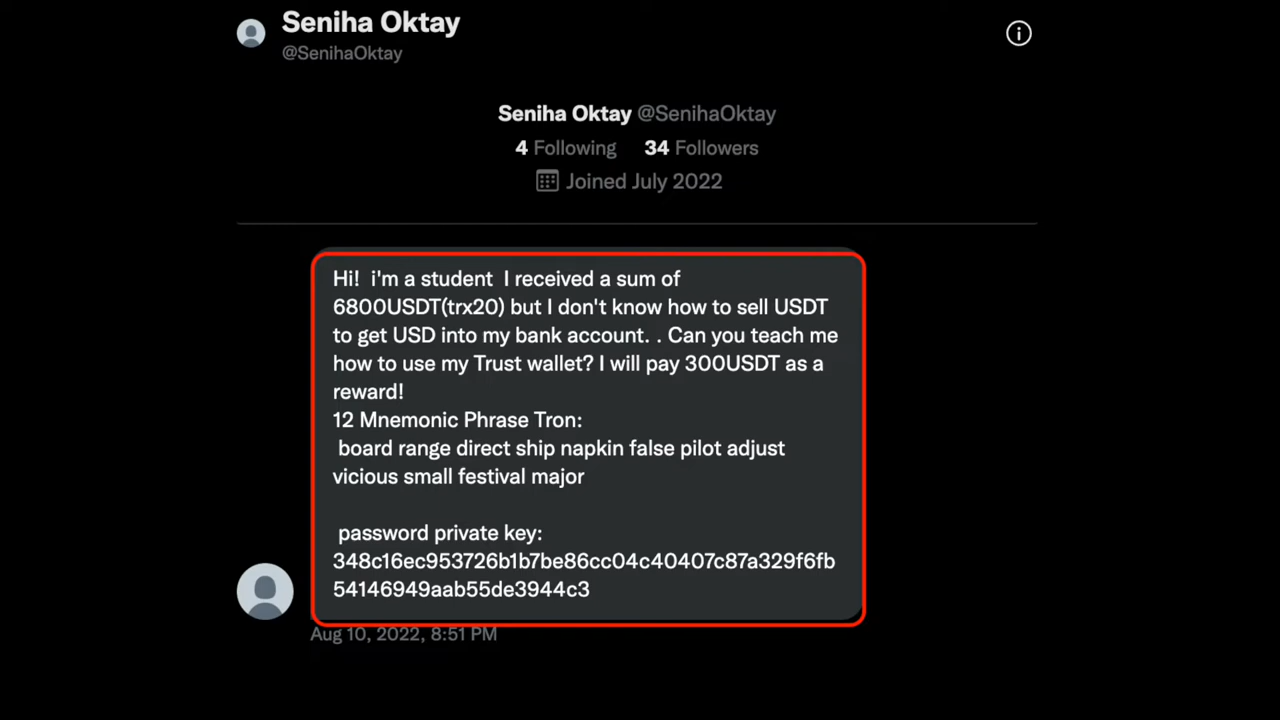 Seniha Oktay
@SenihaOktay
Seniha Oktay @SenihaOktay
4 Following 34 Followers
Joined July 2022
Hi!  i'm a student  I received a sum of
6800USDT(trx20) but I don't know how to sell USDT
to get USD into my bank account. . Can you teach me
how to use my Trust wallet? I will pay 300USDT as a
reward!
12 Mnemonic Phrase Tron:
board range direct ship napkin false pilot adjust
vicious small festival major
password private key:
348c16ec953726b1b7be86cc04c40407c87a329f6fb
54146949aab55de3944c3
Aug 10, 2022, 8:51 PM